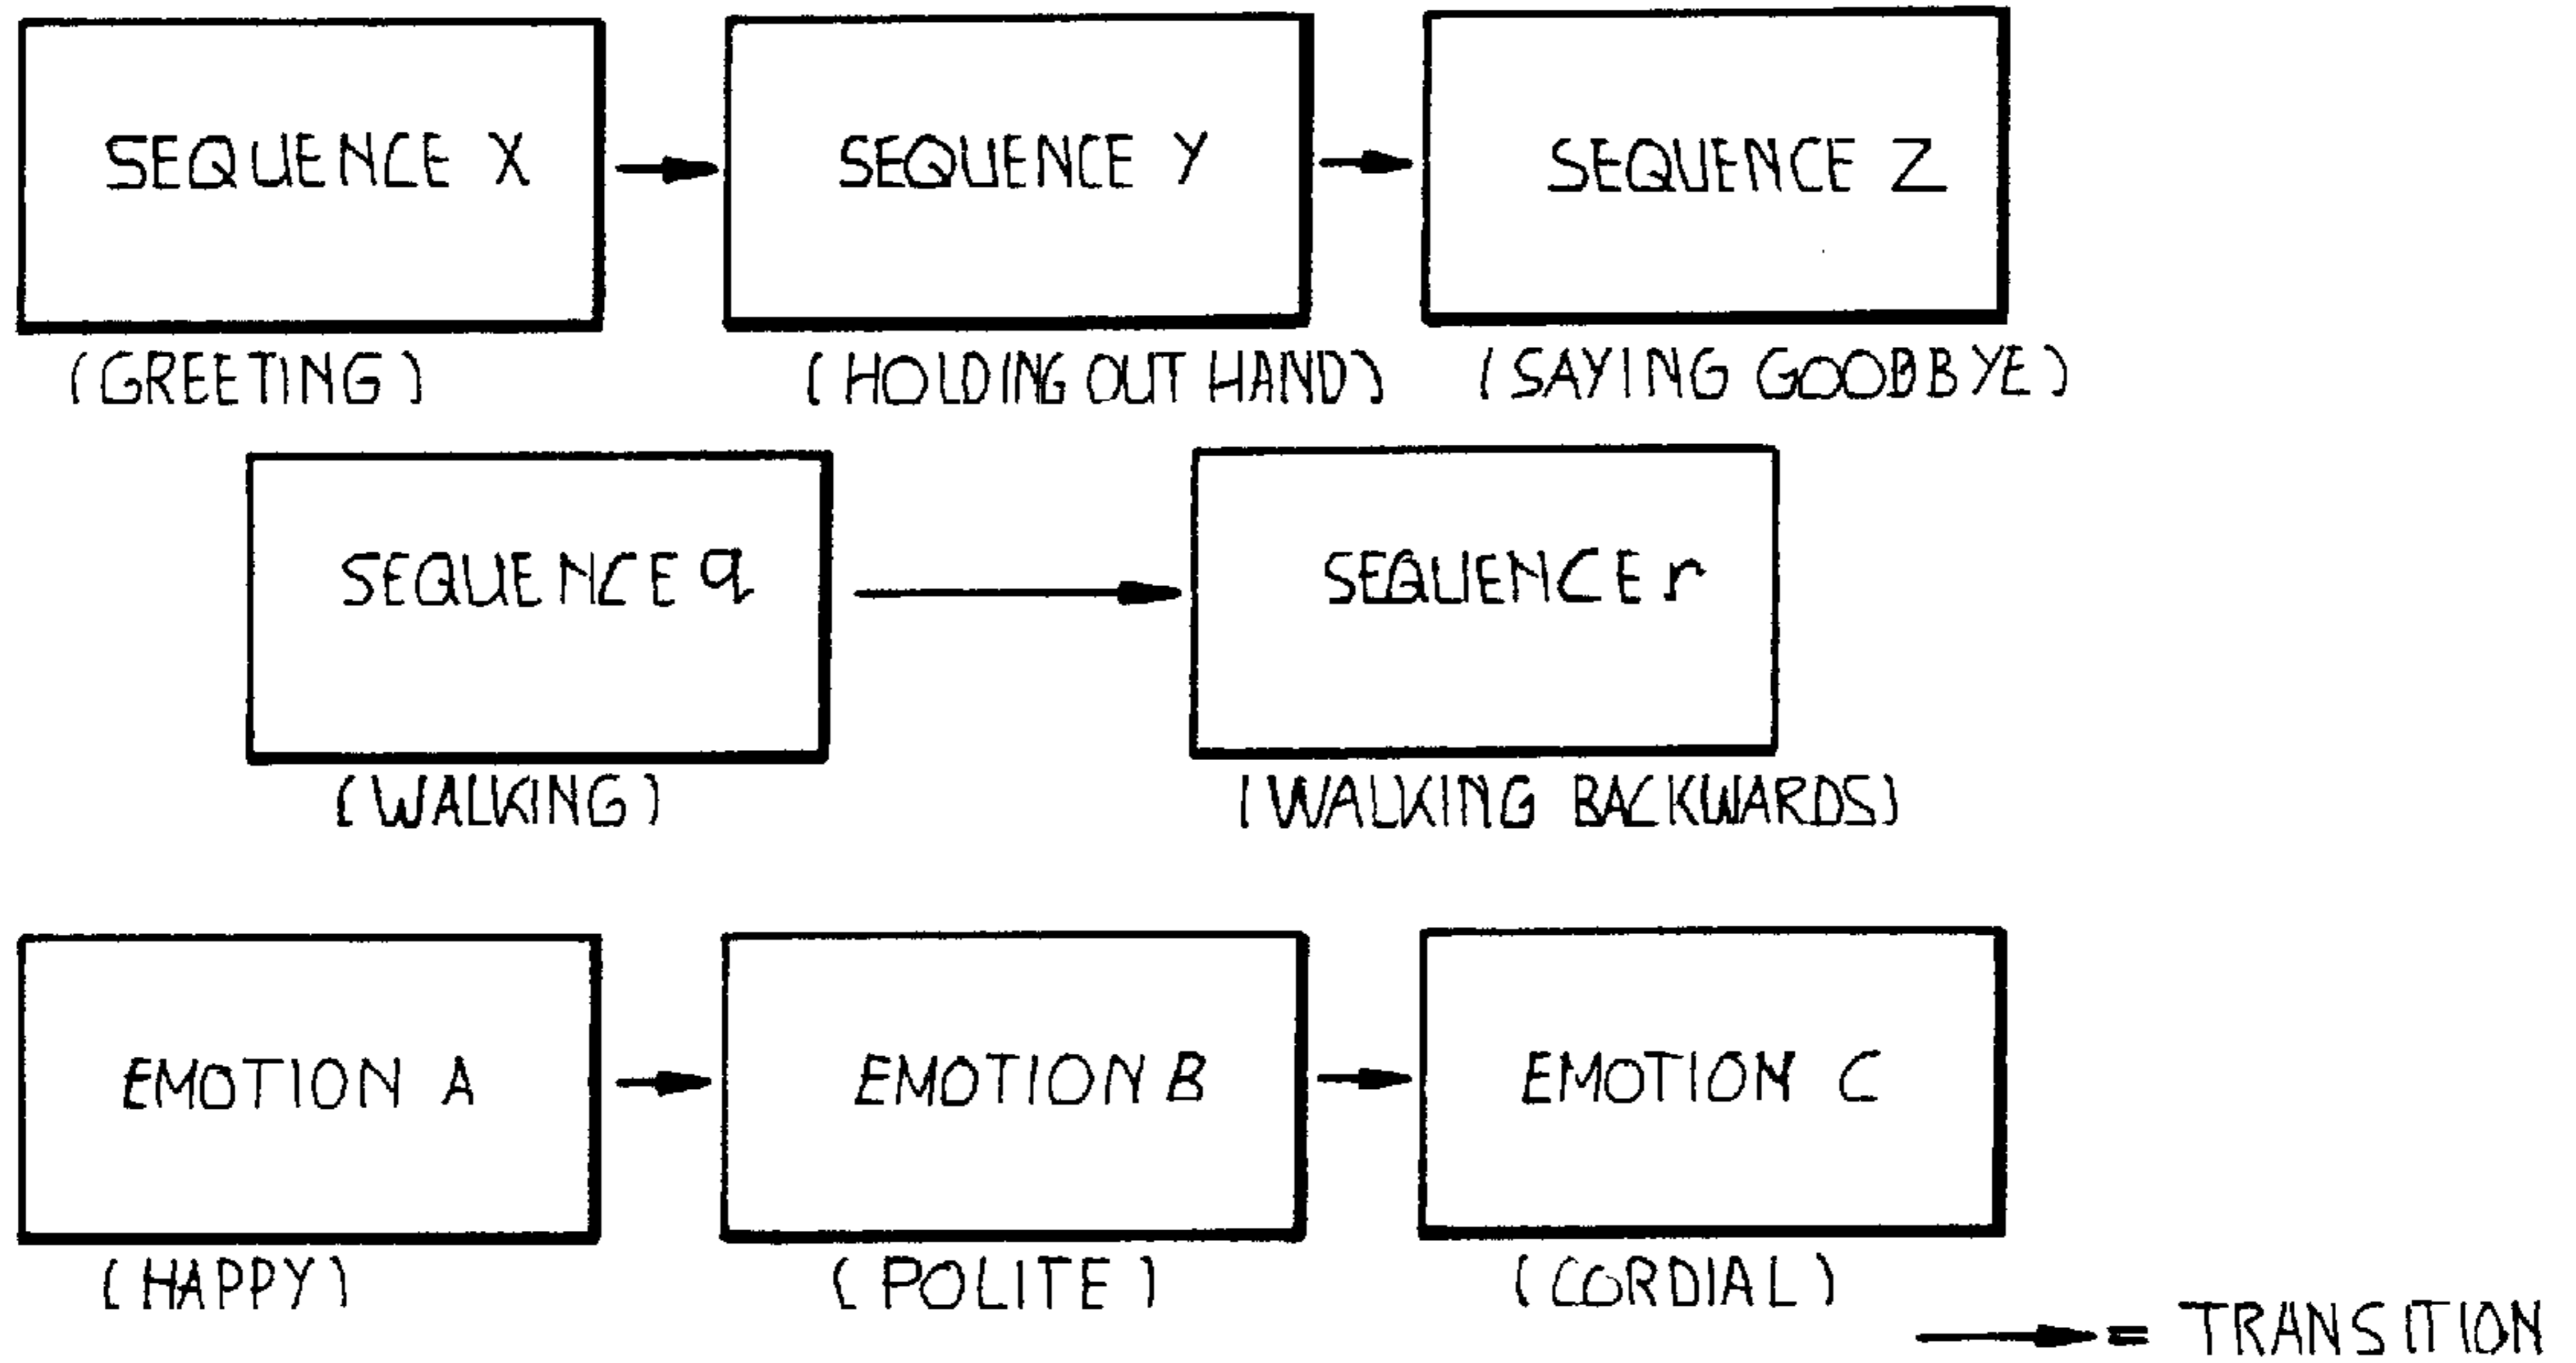 SEQUENCE X
SEQUENCE Y
SEQUENCE Z
(GREETING)
(HOLDING OUT HAND)
(SAYING GOODBYE)
SEQUENCE q
SEQUENCE r
(WALKING)
(WALKING BACKWARDS)
EMOTION A
EMOTION B
EMOTION C
(HAPPY)
(POLITE)
(CORDIAL)
= TRANSITION